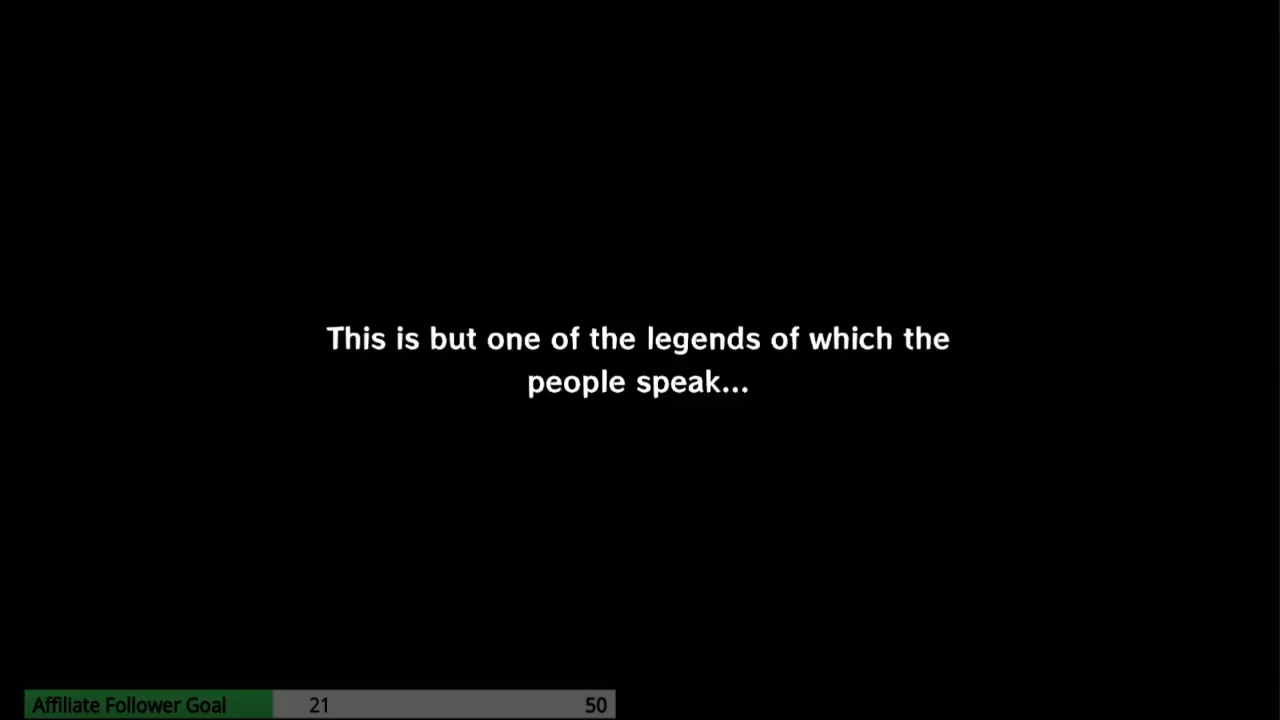 This is but one of the legends of which the
people speak...
Affiliate Follower Goal 21 50